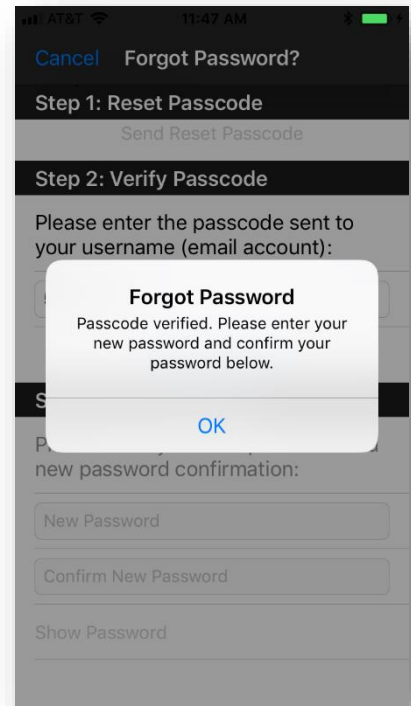 AT&T 11:47 AM
Cancel Forgot Password?
Step 1: Reset Passcode
Send Reset Passcode
Step 2: Verify Passcode
Please enter the passcode sent to
your username (email account):
Forgot Password
Passcode verified. Please enter your
new password and confirm your
password below.
OK
new password confirmation:
New Password
Confirm New Password
Show Password